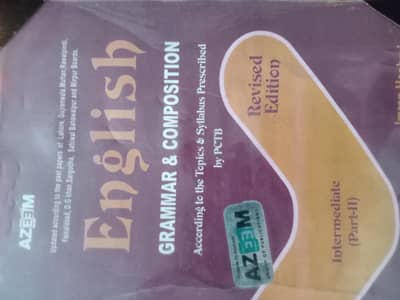 AZEEM
Updated according to the past papers of Lahore, Gujranwala, Multan, Rawalpindi,
Faisalabad, D.G khan, Sargodha, Sahiwal Bahawalpur and Mirpur Boards.
English
GRAMMAR & COMPOSITION
According to the Topics & Syllabus Prescribed
by PCTB
Revised
Edition
AZEEM
Intermediate
(Part-II)